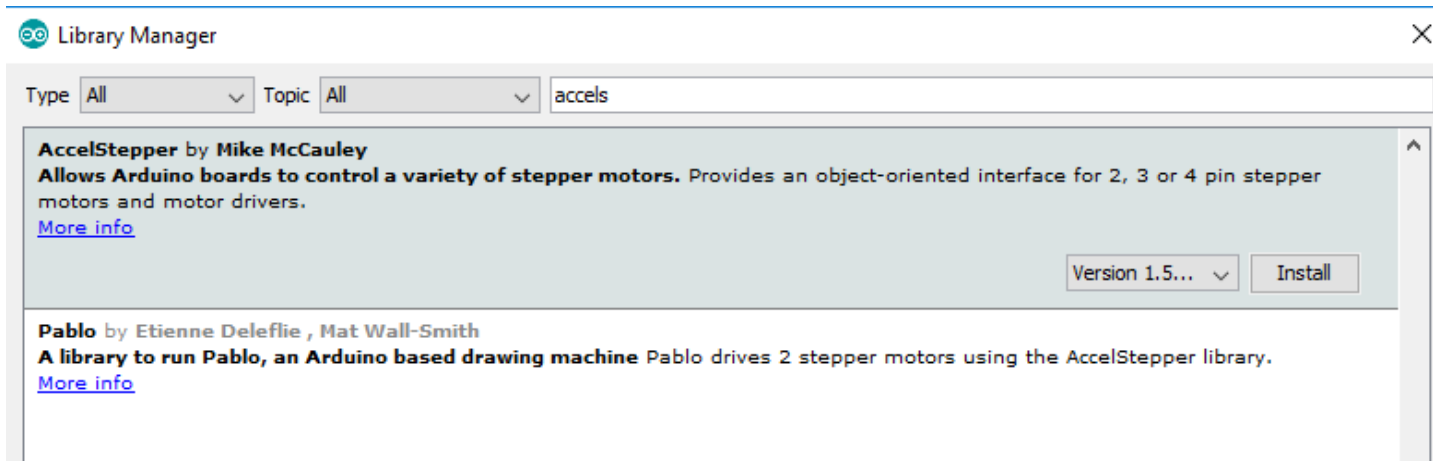 Library Manager
Type All Topic All accels
AccelStepper by Mike McCauley
Allows Arduino boards to control a variety of stepper motors. Provides an object-oriented interface for 2, 3 or 4 pin stepper
motors and motor drivers.
More info
Version 1.5... Install
Pablo by Etienne Deleflie , Mat Wall-Smith
A library to run Pablo, an Arduino based drawing machine Pablo drives 2 stepper motors using the AccelStepper library.
More info